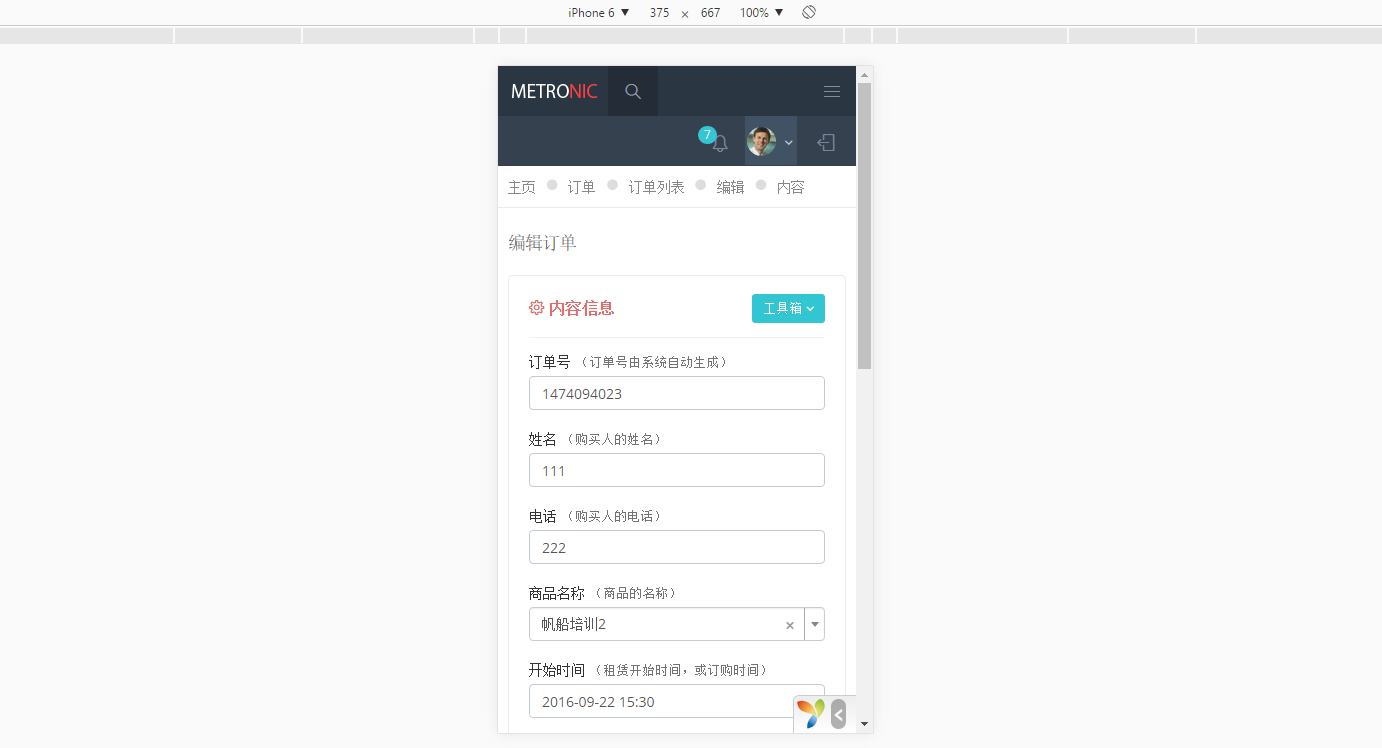 iPhone 6 ▼ 375 × 667 100% ▼
METRONIC
7
主页 订单 订单列表 编辑 内容
编辑订单
内容信息 工具箱
订单号 （订单号由系统自动生成）
1474094023
姓名 （购买人的姓名）
111
电话 （购买人的电话）
222
商品名称 （商品的名称）
帆船培训2 ×
开始时间 （租赁开始时间，或订购时间）
2016-09-22 15:30